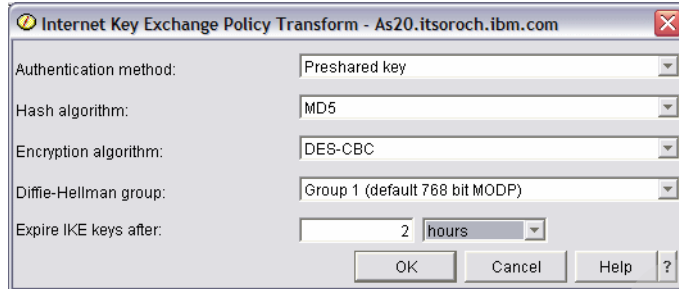 Internet Key Exchange Policy Transform - As20.itsoroch.ibm.com
Authentication method: Preshared key
Hash algorithm: MD5
Encryption algorithm: DES-CBC
Diffie-Hellman group: Group 1 (default 768 bit MODP)
Expire IKE keys after: 2 hours
OK Cancel Help ?